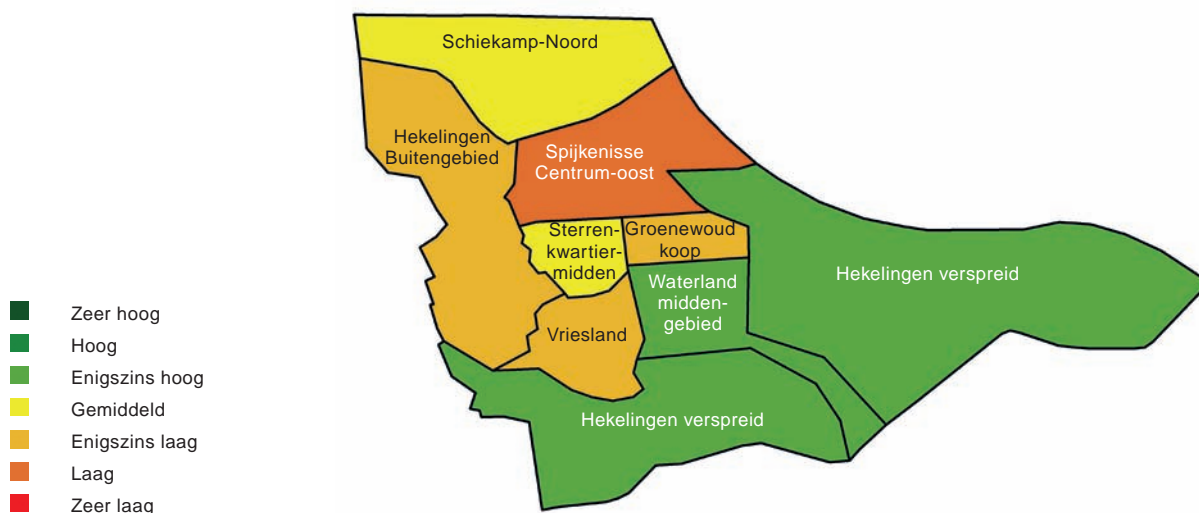 Schiekamp-Noord
Hekelingen
Buitengebied
Spijkenisse
Centrum-oost
Sterren-
kwartier-
midden
Groenewoud
koop
Hekelingen verspreid
Waterland
midden-
gebied
Vriesland
Hekelingen verspreid
Zeer hoog
Hoog
Enigszins hoog
Gemiddeld
Enigszins laag
Laag
Zeer laag